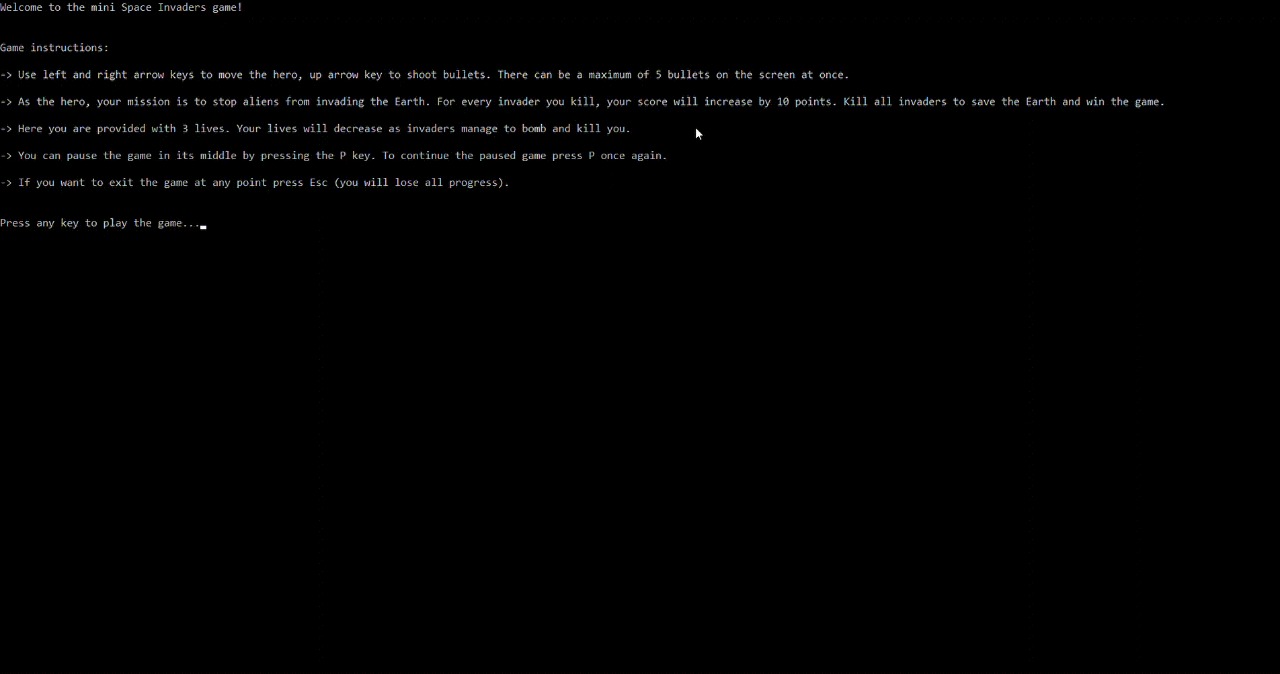 Welcome to the mini Space Invaders game!
Game instructions:
-> Use left and right arrow keys to move the hero, up arrow key to shoot bullets. There can be a maximum of 5 bullets on the screen at once.
-> As the hero, your mission is to stop aliens from invading the Earth. For every invader you kill, your score will increase by 10 points. Kill all invaders to save the Earth and win the game.
-> Here you are provided with 3 lives. Your lives will decrease as invaders manage to bomb and kill you.
-> You can pause the game in its middle by pressing the P key. To continue the paused game press P once again.
-> If you want to exit the game at any point press Esc (you will lose all progress).
Press any key to play the game...